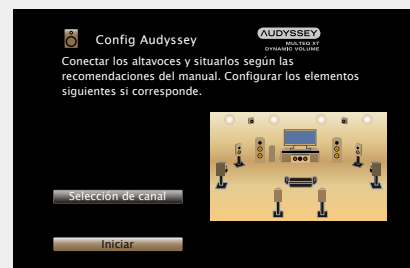 Config Audyssey
AUDYSSEY
MULTEQ XT
DYNAMIC VOLUME
Conectar los altavoces y situarlos según las
recomendaciones del manual. Configurar los elementos
siguientes si corresponde.
Selección de canal
Iniciar